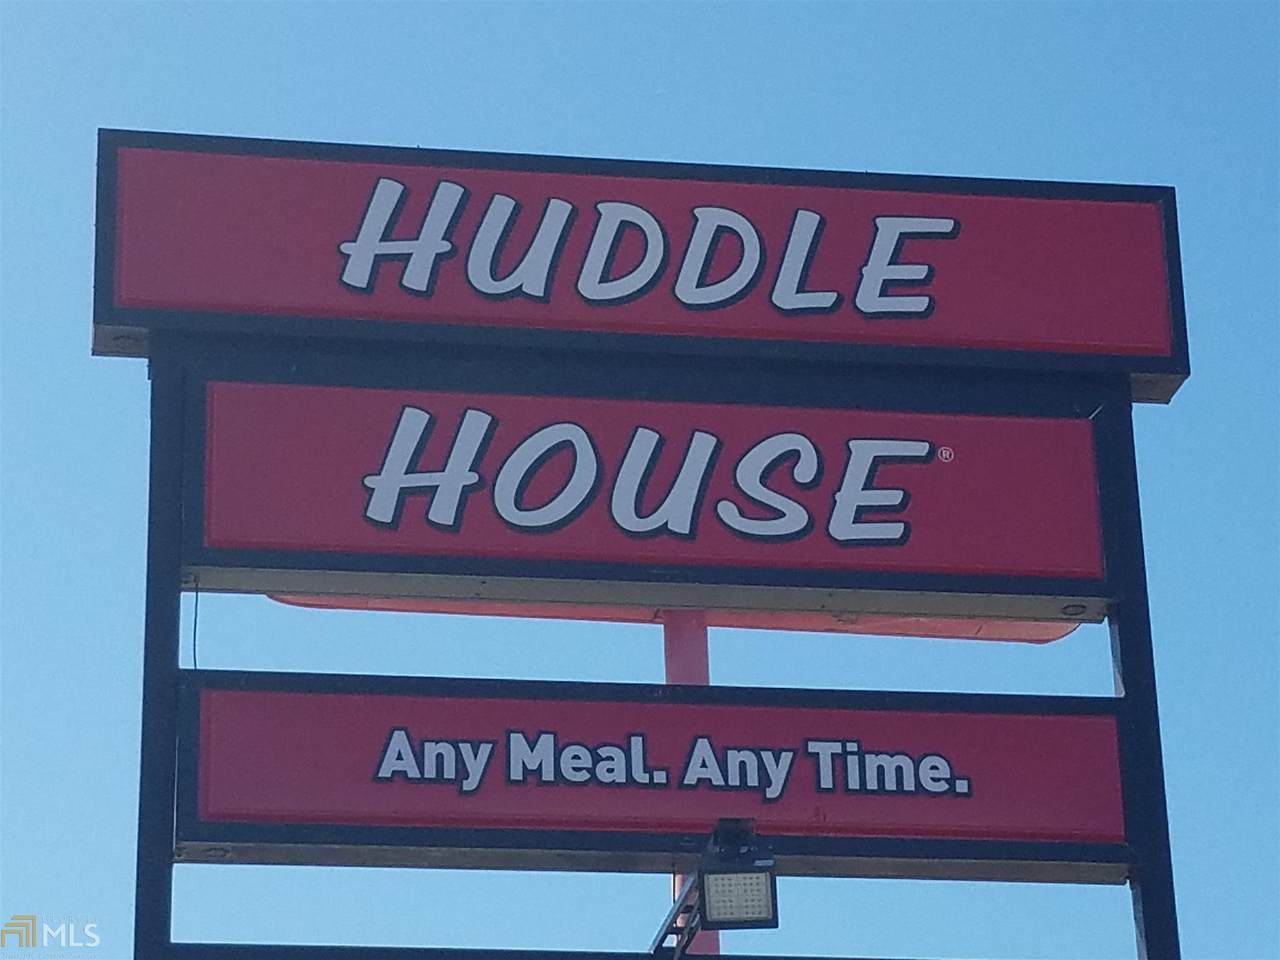 HUDDLE
HOUSE®
Any Meal. Any Time.
MLS